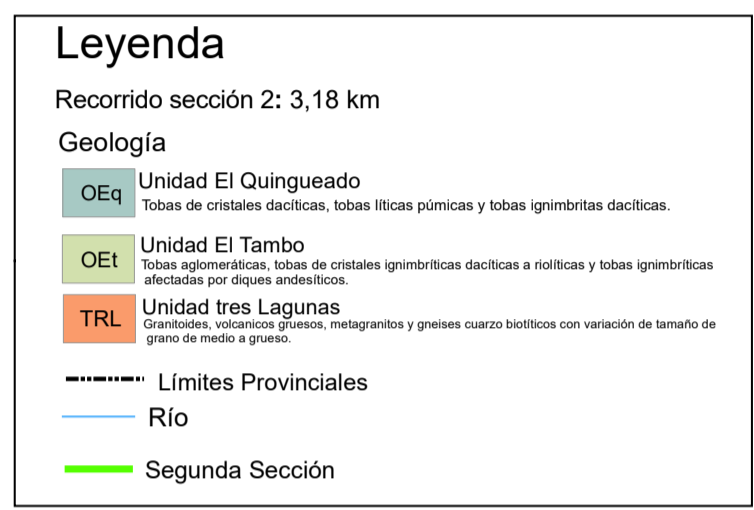 Leyenda
Recorrido sección 2: 3,18 km
Geología
OEq
Unidad El Quingueado
Tobas de cristales dacíticas, tobas líticas púmicas y tobas ignimbritas dacíticas.
OEt
Unidad El Tambo
Tobas aglomeráticas, tobas de cristales ignimbríticas dacíticas a riolíticas y tobas ignimbríticas
afectadas por diques andesíticos.
TRL
Unidad tres Lagunas
Granitoides, volcanicos gruesos, metagranitos y gneises cuarzo biotíticos con variación de tamaño de
grano de medio a grueso.
Límites Provinciales
Río
Segunda Sección